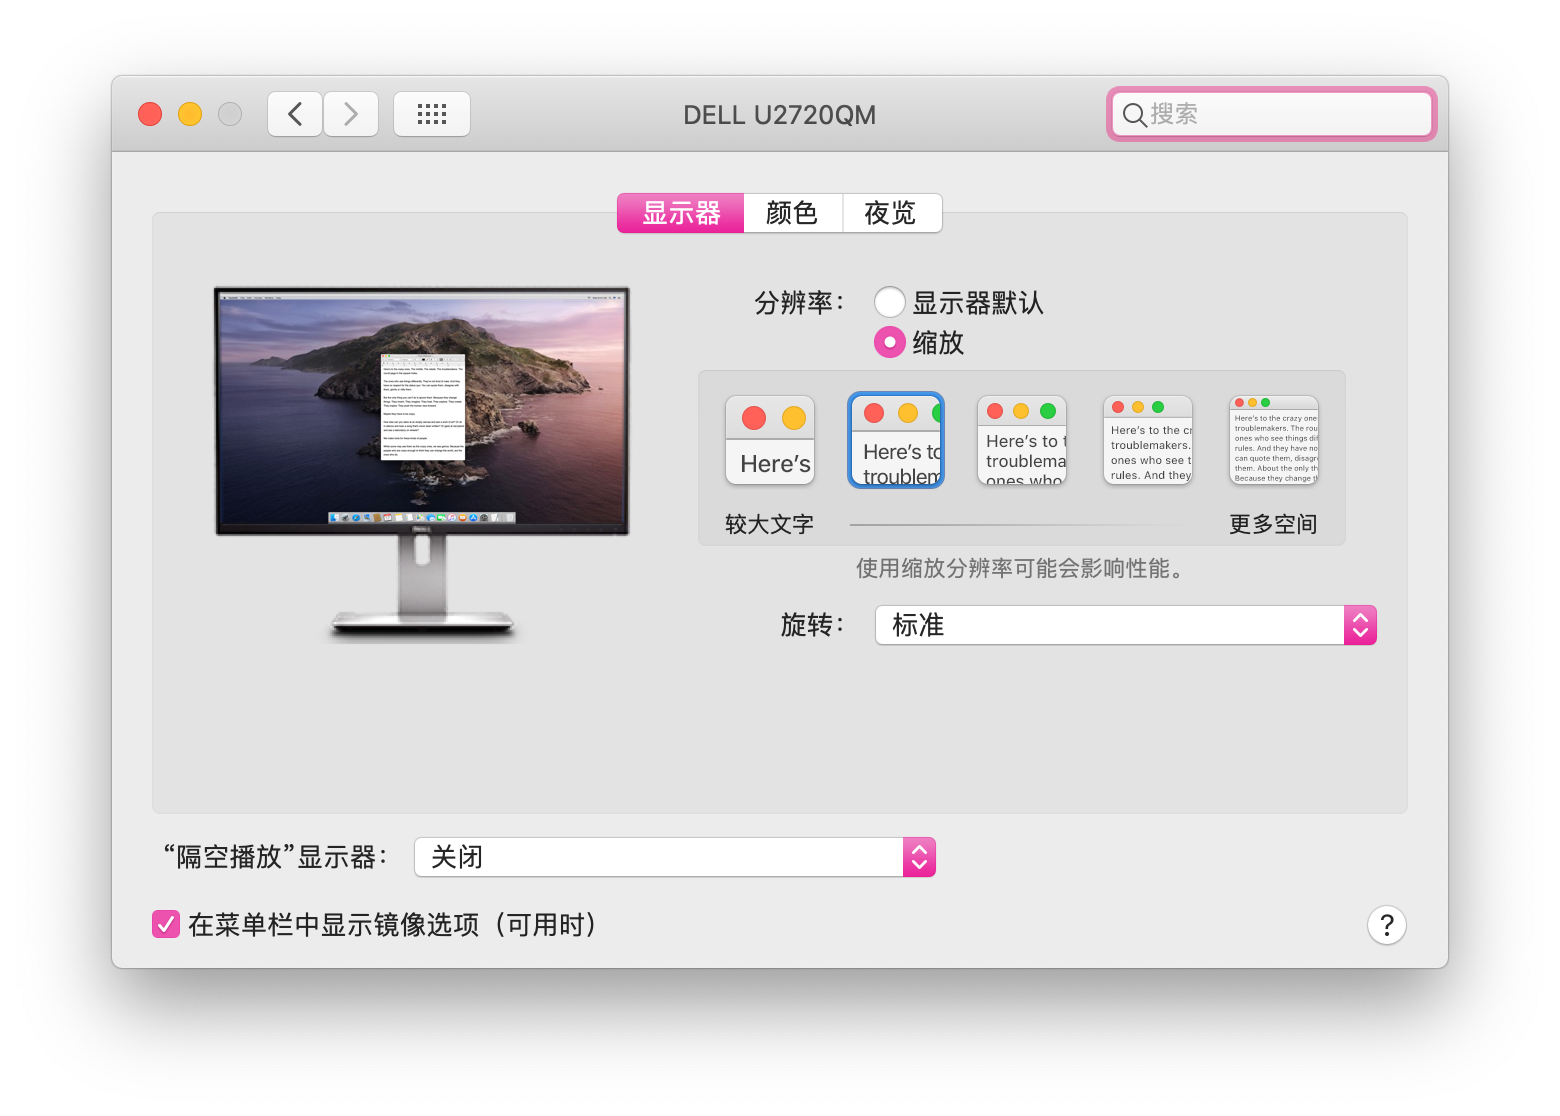 DELL U2720QM
搜索
显示器 颜色 夜览
分辨率： 显示器默认
缩放
Here's
Here's to
troublem
Here's to t
troublema
ones who
Here's to the cr
troublemakers.
ones who see t
rules. And they
Here's to the crazy one
troublemakers. The rou
ones who see things dif
rules. And they have no
can quote them, disagr
them. About the only th
Because they change th
较大文字 更多空间
使用缩放分辨率可能会影响性能。
旋转： 标准
“隔空播放”显示器： 关闭
在菜单栏中显示镜像选项（可用时）
?